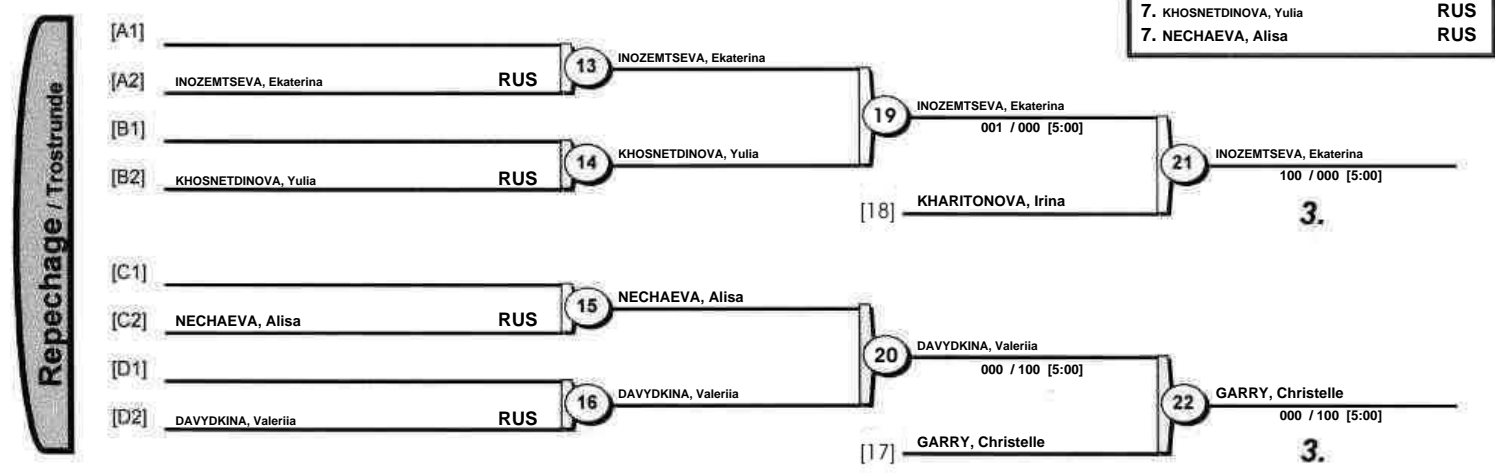 7. KHOSNETDINOVA, Yulia RUS
7. NECHAEVA, Alisa RUS
Repechage / Trostrunde
[A1]
[A2] INOZEMTSEVA, Ekaterina RUS
13 INOZEMTSEVA, Ekaterina
[B1]
[B2] KHOSNETDINOVA, Yulia RUS
14 KHOSNETDINOVA, Yulia
19 INOZEMTSEVA, Ekaterina
001 / 000 [5:00]
[18] KHARITONOVA, Irina
21 INOZEMTSEVA, Ekaterina
100 / 000 [5:00]
3.
[C1]
[C2] NECHAEVA, Alisa RUS
15 NECHAEVA, Alisa
[D1]
[D2] DAVYDKINA, Valeriia RUS
16 DAVYDKINA, Valeriia
20 DAVYDKINA, Valeriia
000 / 100 [5:00]
[17] GARRY, Christelle
22 GARRY, Christelle
000 / 100 [5:00]
3.